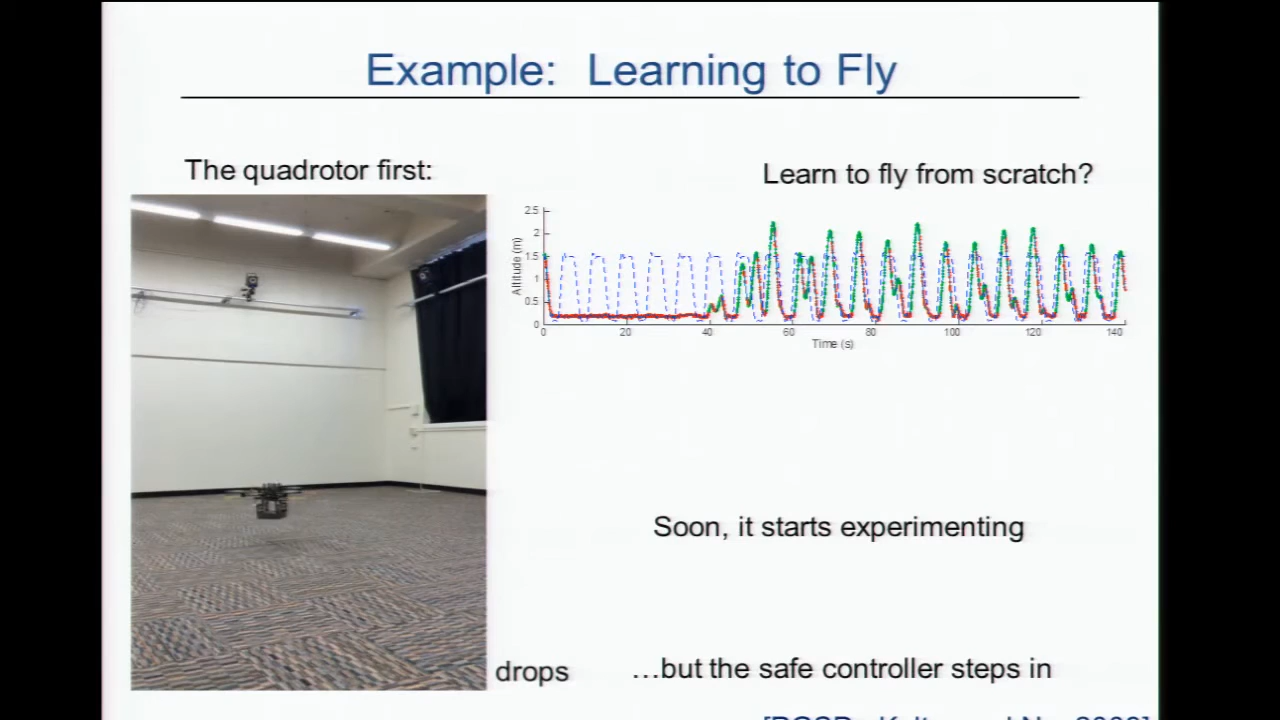 Example: Learning to Fly
The quadrotor first:
Learn to fly from scratch?
2.5
2
1.5
1
0.5
0
Altitude (m)
0 20 40 60 80 100 120 140
Time (s)
Soon, it starts experimenting
drops
…but the safe controller steps in